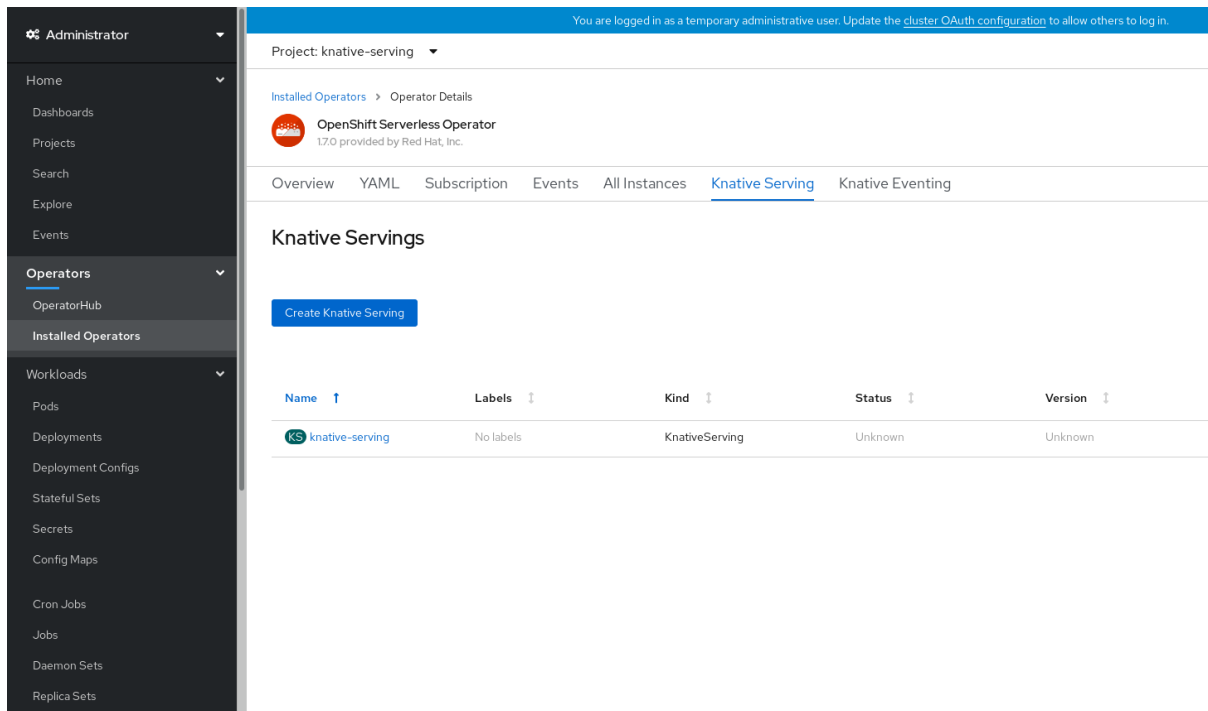 You are logged in as a temporary administrative user. Update the cluster OAuth configuration to allow others to log in.
Administrator
Home
Dashboards
Projects
Search
Explore
Events
Operators
OperatorHub
Installed Operators
Workloads
Pods
Deployments
Deployment Configs
Stateful Sets
Secrets
Config Maps
Cron Jobs
Jobs
Daemon Sets
Replica Sets
Project: knative-serving
Installed Operators > Operator Details
OpenShift Serverless Operator
1.7.0 provided by Red Hat, Inc.
Overview YAML Subscription Events All Instances Knative Serving Knative Eventing
Knative Servings
Create Knative Serving
Name Labels Kind Status Version
KS knative-serving No labels KnativeServing Unknown Unknown